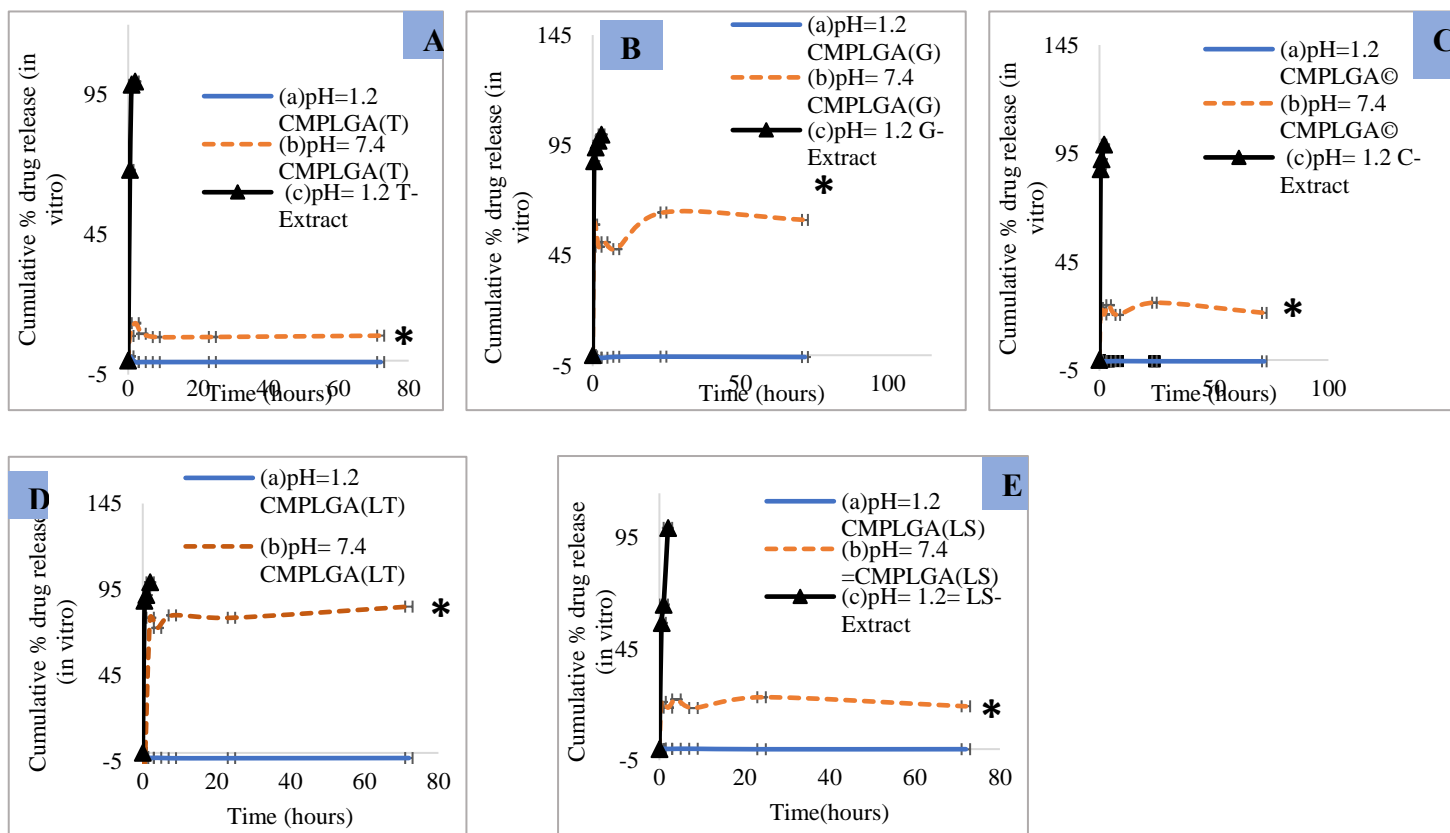 A
Cumulative % drug release (in
vitro)
95
45
-5
0
20
40
60
80
Time (hours)
(a)pH=1.2
CMPLGA(T)
(b)pH= 7.4
CMPLGA(T)
(c)pH= 1.2 T-
Extract
*
B
Cumulative % drug release (in
vitro)
145
95
45
-5
0
50
100
Time (hours)
(a)pH=1.2
CMPLGA(G)
(b)pH= 7.4
CMPLGA(G)
(c)pH= 1.2 G-
Extract
*
C
Cumulative % drug release (in
vitro)
145
95
45
-5
0
50
100
Time (hours)
(a)pH=1.2
CMPLGA©
(b)pH= 7.4
CMPLGA©
(c)pH= 1.2 C-
Extract
*
D
Cumulative % drug release
(in vitro)
145
95
45
-5
0
20
40
60
80
Time (hours)
(a)pH=1.2
CMPLGA(LT)
(b)pH= 7.4
CMPLGA(LT)
*
E
Cumulative % drug release
(in vitro)
95
45
-5
0
20
40
60
80
Time(hours)
(a)pH=1.2
CMPLGA(LS)
(b)pH= 7.4
=CMPLGA(LS)
(c)pH= 1.2= LS-
Extract
*